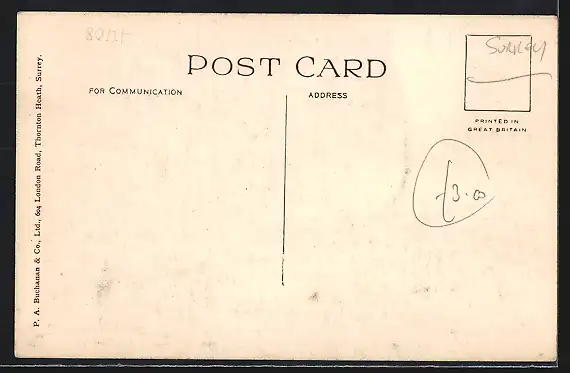 SURREY
POST CARD
FOR COMMUNICATION
ADDRESS
PRINTED IN
GREAT BRITAIN
£3.00
P. A. Buchanan & Co., Ltd., 604 London Road, Thornton Heath, Surrey.